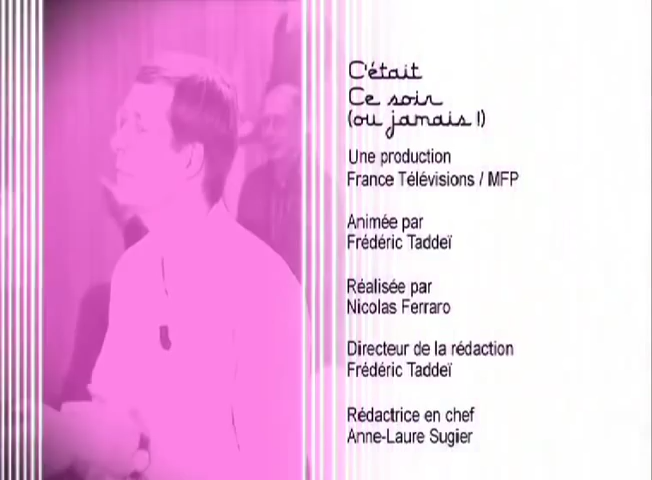 C'était
Ce soir
(ou jamais !)
Une production
France Télévisions / MFP
Animée par
Frédéric Taddeï
Réalisée par
Nicolas Ferraro
Directeur de la rédaction
Frédéric Taddeï
Rédactrice en chef
Anne-Laure Sugier